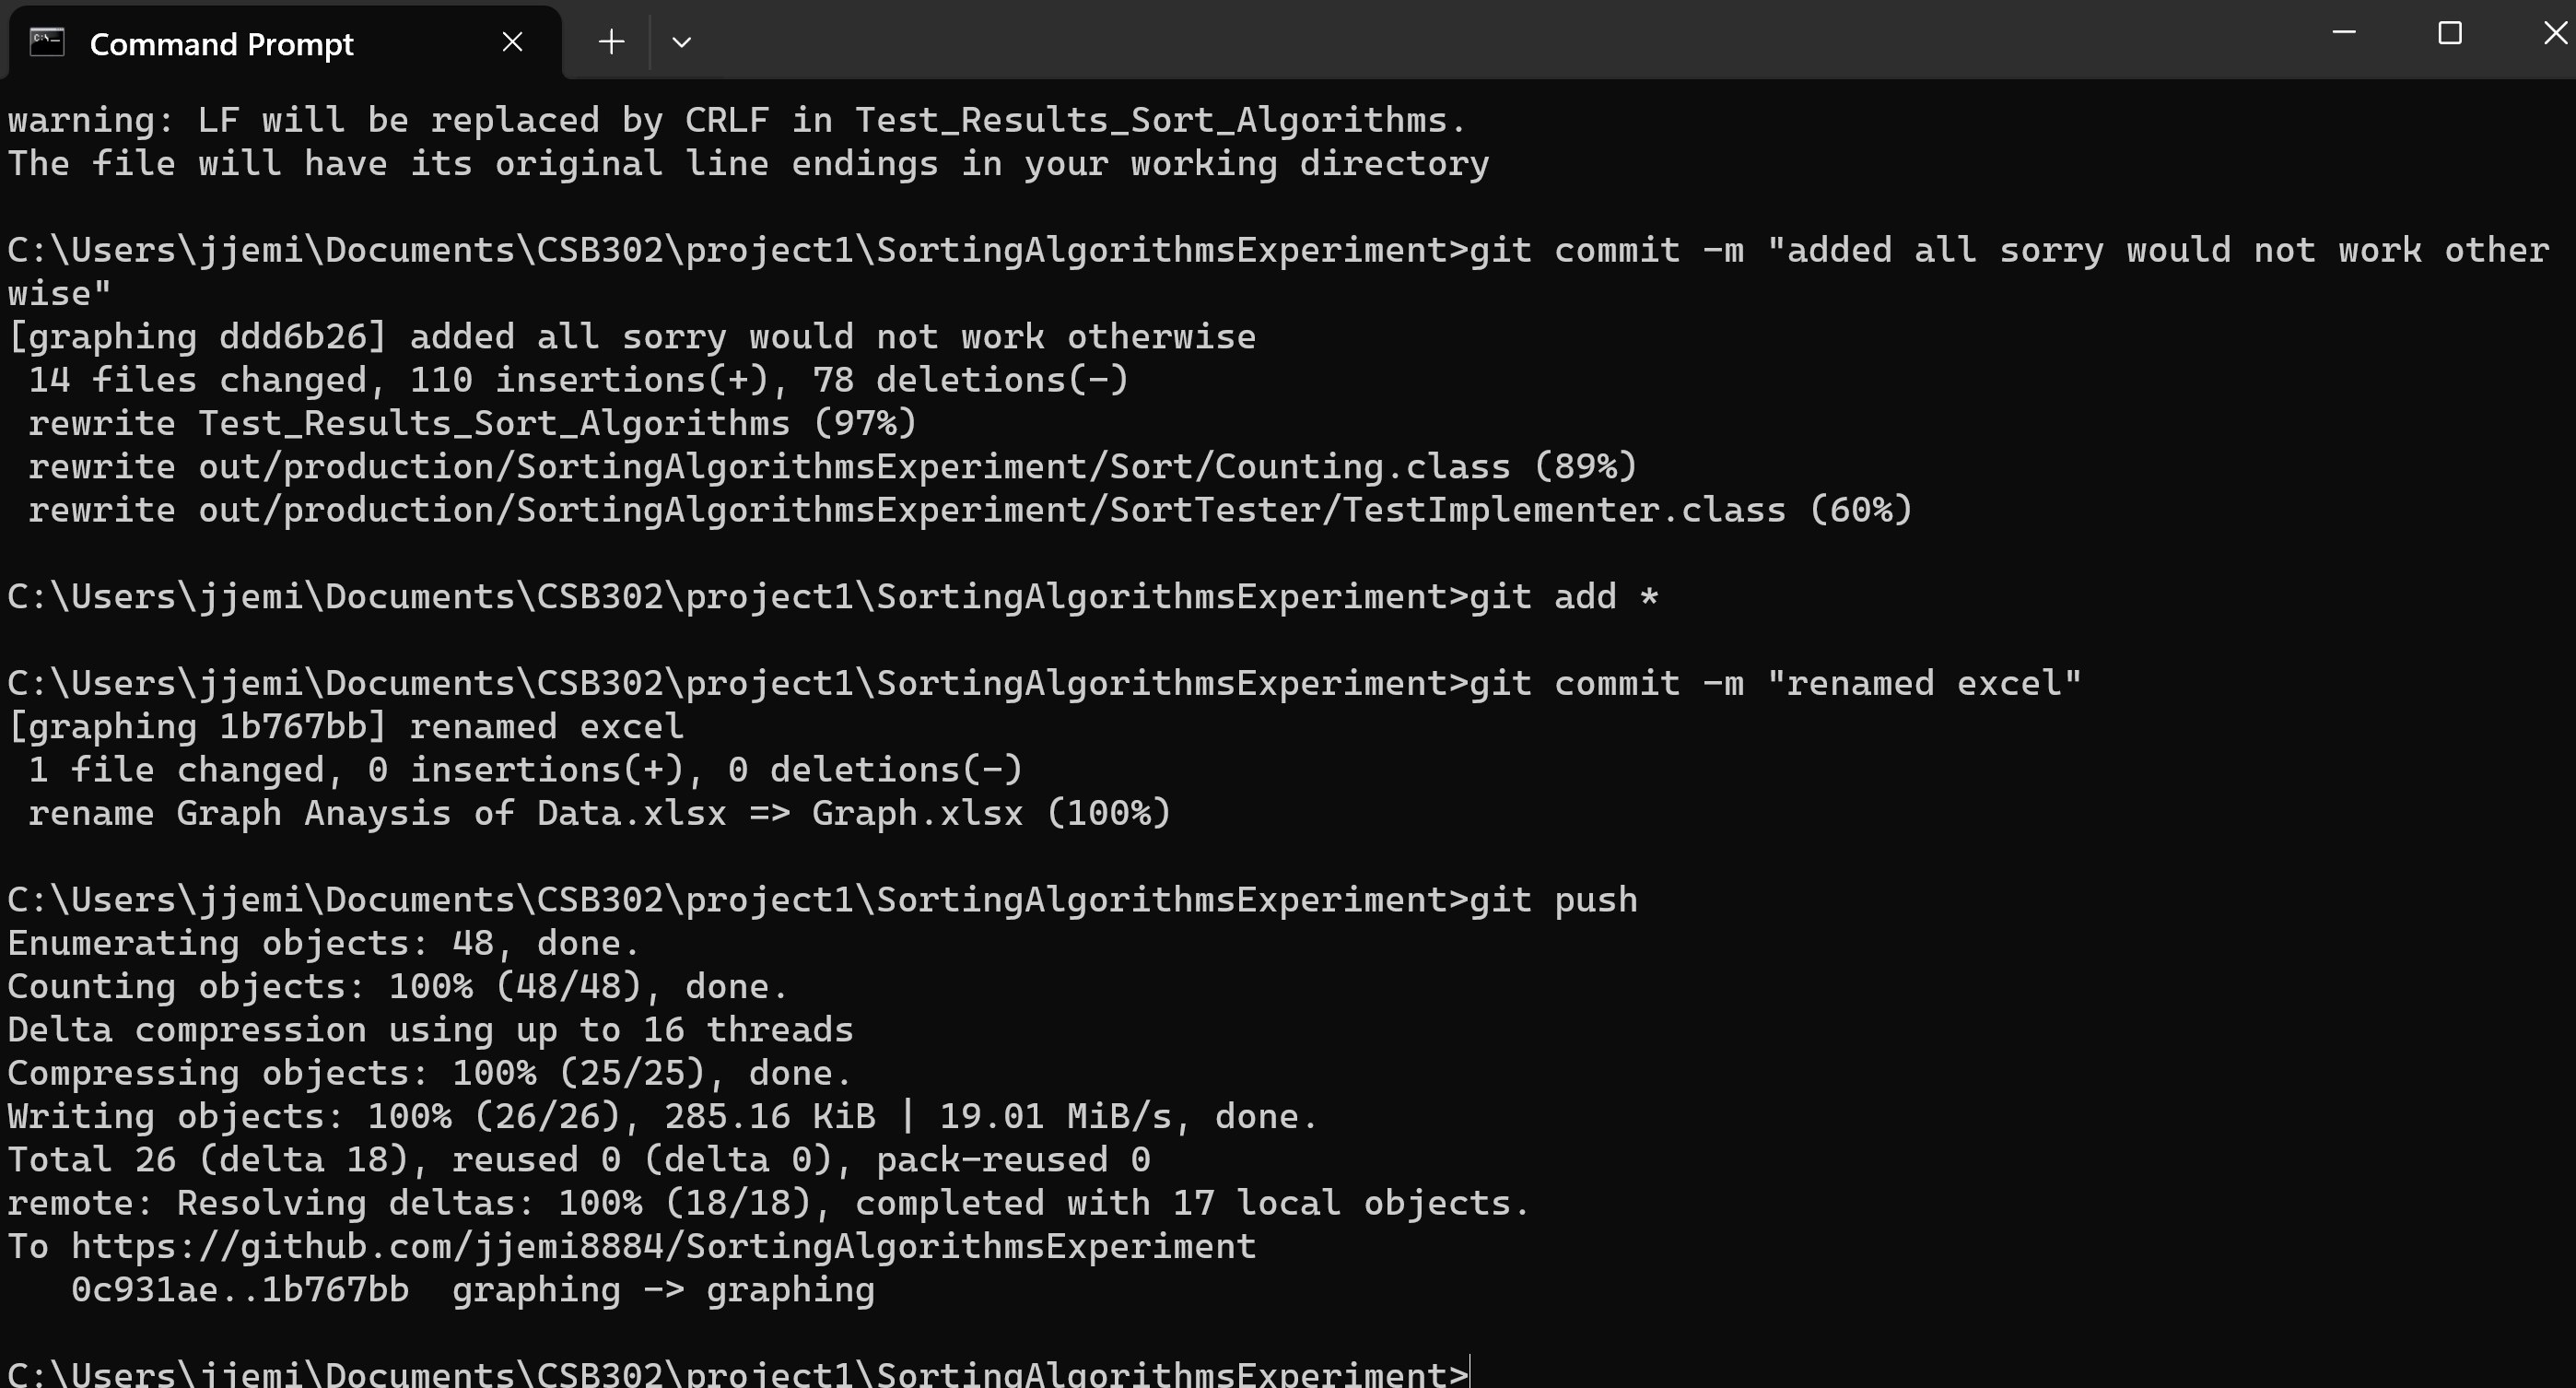 Command Prompt
warning: LF will be replaced by CRLF in Test_Results_Sort_Algorithms.
The file will have its original line endings in your working directory
C:\Users\jjemi\Documents\CSB302\project1\SortingAlgorithmsExperiment>git commit -m "added all sorry would not work other
wise"
[graphing ddd6b26] added all sorry would not work otherwise
 14 files changed, 110 insertions(+), 78 deletions(-)
 rewrite Test_Results_Sort_Algorithms (97%)
 rewrite out/production/SortingAlgorithmsExperiment/Sort/Counting.class (89%)
 rewrite out/production/SortingAlgorithmsExperiment/SortTester/TestImplementer.class (60%)
C:\Users\jjemi\Documents\CSB302\project1\SortingAlgorithmsExperiment>git add *
C:\Users\jjemi\Documents\CSB302\project1\SortingAlgorithmsExperiment>git commit -m "renamed excel"
[graphing 1b767bb] renamed excel
 1 file changed, 0 insertions(+), 0 deletions(-)
 rename Graph Anaysis of Data.xlsx => Graph.xlsx (100%)
C:\Users\jjemi\Documents\CSB302\project1\SortingAlgorithmsExperiment>git push
Enumerating objects: 48, done.
Counting objects: 100% (48/48), done.
Delta compression using up to 16 threads
Compressing objects: 100% (25/25), done.
Writing objects: 100% (26/26), 285.16 KiB | 19.01 MiB/s, done.
Total 26 (delta 18), reused 0 (delta 0), pack-reused 0
remote: Resolving deltas: 100% (18/18), completed with 17 local objects.
To https://github.com/jjemi8884/SortingAlgorithmsExperiment
   0c931ae..1b767bb  graphing -> graphing
C:\Users\jjemi\Documents\CSB302\project1\SortingAlgorithmsExperiment>